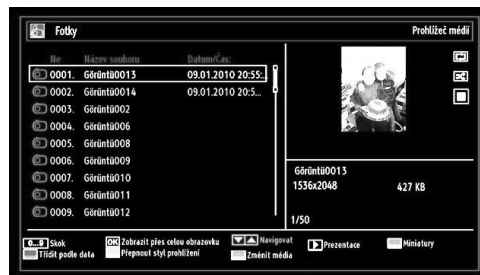 Fotky Prohlížeč médií
Ne Název souboru Datum/Čas:
0001. Görüntü0013 09.01.2010 20:55:..
0002. Görüntü0014 09.01.2010 20:5...
0003. Görüntü002
0004. Görüntü006
0005. Görüntü008
0006. Görüntü009
0007. Görüntü010
0008. Görüntü011
0009. Görüntü012
Görüntü0013
1536x2048 427 KB
1/50
0...9 Skok OK Zobrazit přes celou obrazovku Navigovat Prezentace Miniatury
Třídit podle data Přepnout styl prohlížení Změnit média